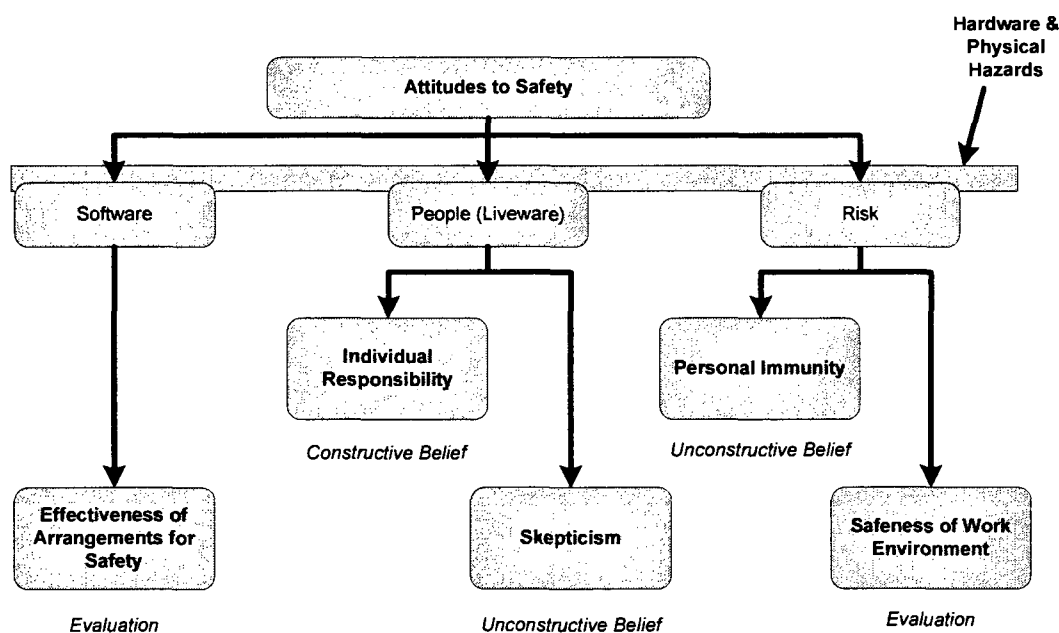 Hardware &
Physical
Hazards
Attitudes to Safety
Software
People (Liveware)
Risk
Individual
Responsibility
Personal Immunity
Constructive Belief
Unconstructive Belief
Effectiveness of
Arrangements for
Safety
Skepticism
Safeness of Work
Environment
Evaluation
Unconstructive Belief
Evaluation